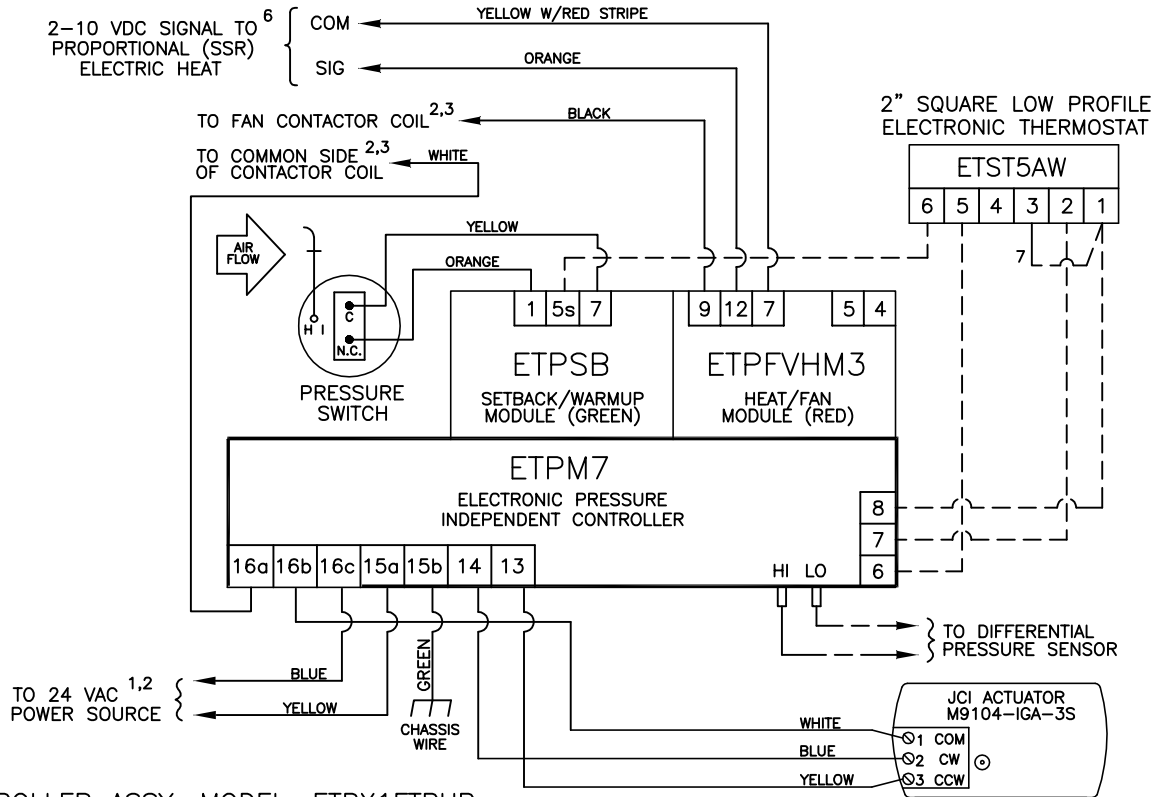 2-10 VDC SIGNAL TO 6
PROPORTIONAL (SSR)
ELECTRIC HEAT
COM
SIG
YELLOW W/RED STRIPE
ORANGE
TO FAN CONTACTOR COIL 2,3
BLACK
TO COMMON SIDE 2,3
OF CONTACTOR COIL
WHITE
2" SQUARE LOW PROFILE
ELECTRONIC THERMOSTAT
ETST5AW
6 5 4 3 2 1
7
AIR
FLOW
YELLOW
ORANGE
H I
C
N.C.
PRESSURE
SWITCH
1 5s 7
ETPSB
SETBACK/WARMUP
MODULE (GREEN)
9 12 7 5 4
ETPFVHM3
HEAT/FAN
MODULE (RED)
ETPM7
ELECTRONIC PRESSURE
INDEPENDENT CONTROLLER
8
7
6
16a 16b 16c 15a 15b 14 13
HI LO
TO DIFFERENTIAL
PRESSURE SENSOR
TO 24 VAC 1,2
POWER SOURCE
BLUE
YELLOW
GREEN
CHASSIS
WIRE
WHITE
BLUE
YELLOW
JCI ACTUATOR
M9104-IGA-3S
1 COM
2 CW
3 CCW